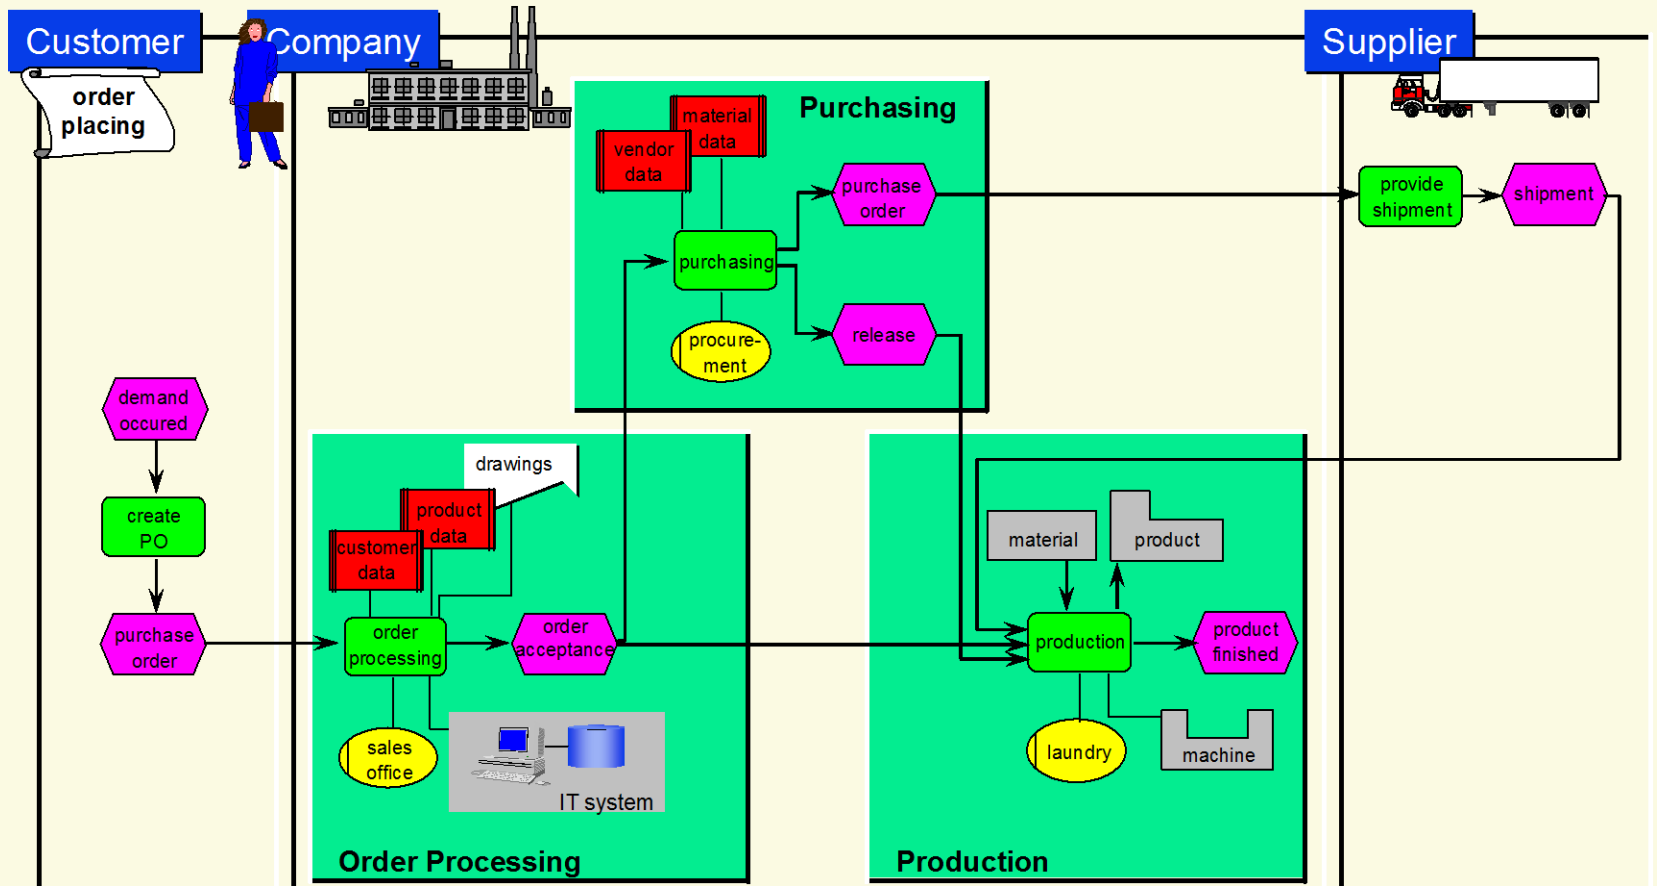 Customer
Company
Supplier
order
placing
Purchasing
material
data
vendor
data
purchase
order
purchasing
procure-
ment
release
provide
shipment
shipment
demand
occured
create
PO
purchase
order
drawings
product
data
customer
data
order
processing
order
acceptance
sales
office
IT system
Order Processing
material
product
production
product
finished
laundry
machine
Production